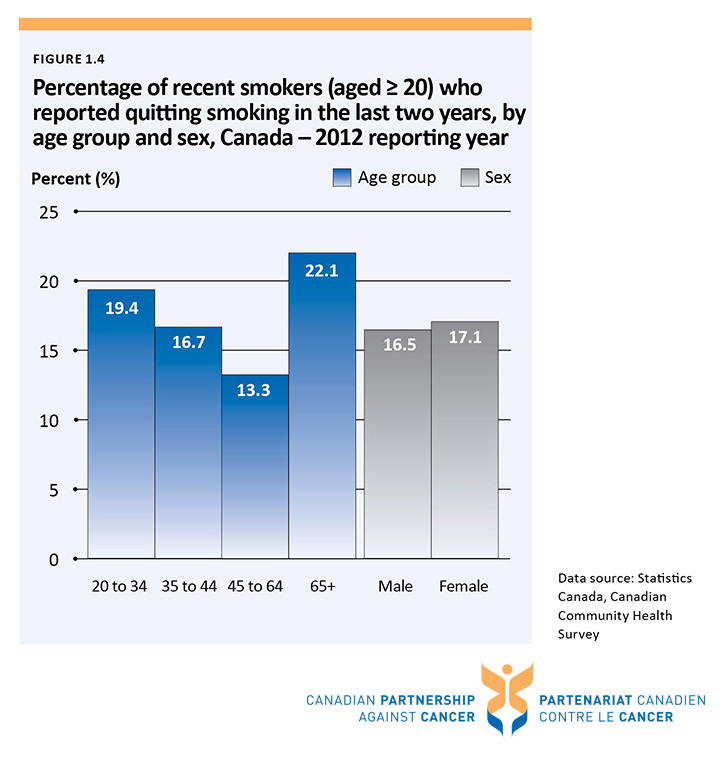 FIGURE 1.4
Percentage of recent smokers (aged ≥ 20) who
reported quitting smoking in the last two years, by
age group and sex, Canada – 2012 reporting year
Percent (%)
Age group
Sex
25
20
15
10
5
0
19.4
16.7
13.3
22.1
16.5
17.1
20 to 34
35 to 44
45 to 64
65+
Male
Female
Data source: Statistics
Canada, Canadian
Community Health
Survey
CANADIAN PARTNERSHIP
AGAINST CANCER
PARTENARIAT CANADIEN
CONTRE LE CANCER